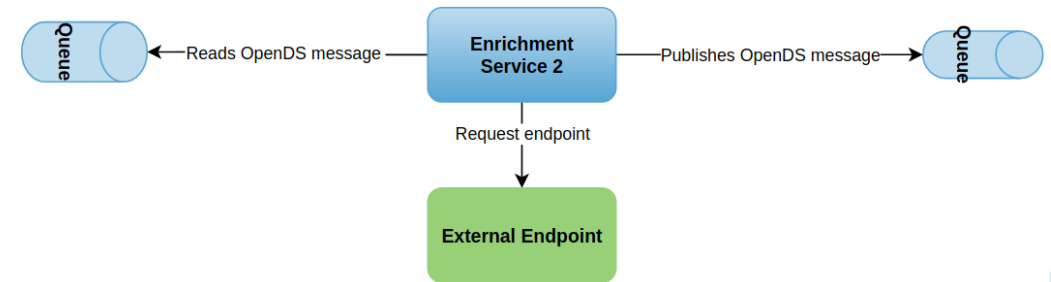 Queue
Reads OpenDS message
Enrichment
Service 2
Publishes OpenDS message
Queue
Request endpoint
External Endpoint